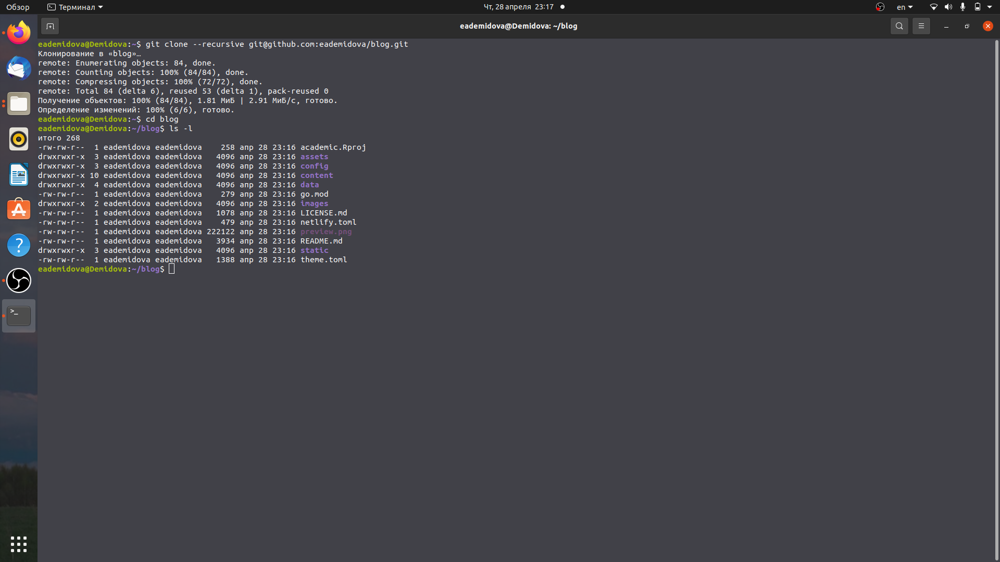 Обзор
Терминал
Чт, 28 апреля 23:17
en
eademidova@Demidova: ~/blog
eademidova@Demidova:~$ git clone --recursive git@github.com:eademidova/blog.git
Клонирование в «blog»…
remote: Enumerating objects: 84, done.
remote: Counting objects: 100% (84/84), done.
remote: Compressing objects: 100% (72/72), done.
remote: Total 84 (delta 6), reused 53 (delta 1), pack-reused 0
Получение объектов: 100% (84/84), 1.81 МиБ | 2.91 МиБ/с, готово.
Определение изменений: 100% (6/6), готово.
eademidova@Demidova:~$ cd blog
eademidova@Demidova:~/blog$ ls -l
итого 268
-rw-rw-r--  1 eademidova eademidova    258 апр 28 23:16 academic.Rproj
drwxrwxr-x  3 eademidova eademidova   4096 апр 28 23:16 assets
drwxrwxr-x  3 eademidova eademidova   4096 апр 28 23:16 config
drwxrwxr-x 10 eademidova eademidova   4096 апр 28 23:16 content
drwxrwxr-x  4 eademidova eademidova   4096 апр 28 23:16 data
-rw-rw-r--  1 eademidova eademidova    279 апр 28 23:16 go.mod
drwxrwxr-x  2 eademidova eademidova   4096 апр 28 23:16 images
-rw-rw-r--  1 eademidova eademidova   1078 апр 28 23:16 LICENSE.md
-rw-rw-r--  1 eademidova eademidova    479 апр 28 23:16 netlify.toml
-rw-rw-r--  1 eademidova eademidova 222122 апр 28 23:16 preview.png
-rw-rw-r--  1 eademidova eademidova   3934 апр 28 23:16 README.md
drwxrwxr-x  3 eademidova eademidova   4096 апр 28 23:16 static
-rw-rw-r--  1 eademidova eademidova   1388 апр 28 23:16 theme.toml
eademidova@Demidova:~/blog$